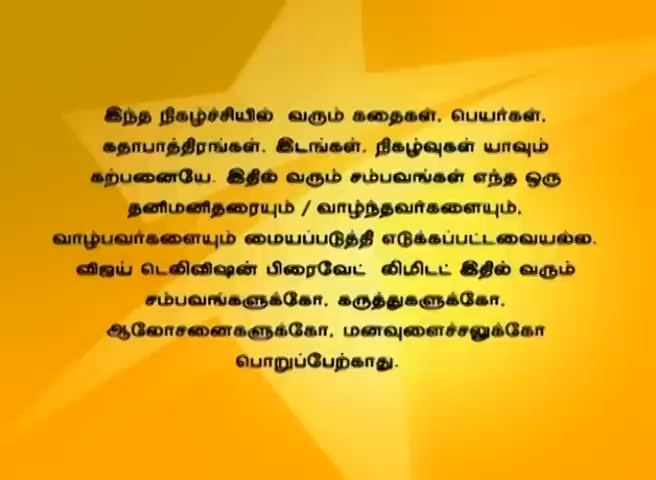 இந்த நிகழ்ச்சியில் வரும் கதைகள், பெயர்கள்,
கதாபாத்திரங்கள், இடங்கள், நிகழ்வுகள் யாவும்
கற்பனையே. இதில் வரும் சம்பவங்கள் எந்த ஒரு
தனிமனிதரையும் / வாழ்ந்தவர்களையும்,
வாழ்பவர்களையும் மையப்படுத்தி எடுக்கப்பட்டவையல்ல.
விஜய் டெலிவிஷன் பிரைவேட் லிமிடட் இதில் வரும்
சம்பவங்களுக்கோ, கருத்துகளுக்கோ,
ஆலோசனைகளுக்கோ, மனவுளைச்சலுக்கோ
பொறுப்பேற்காது.